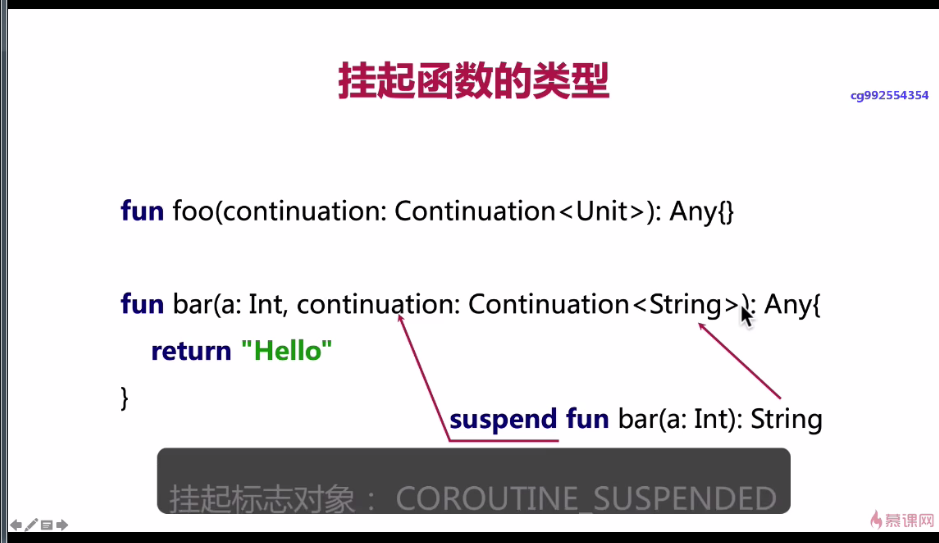 挂起函数的类型
cg992554354
fun foo(continuation: Continuation<Unit>): Any{}
fun bar(a: Int, continuation: Continuation<String>): Any{
return "Hello"
}
suspend fun bar(a: Int): String
挂起标志对象： COROUTINE_SUSPENDED
慕课网